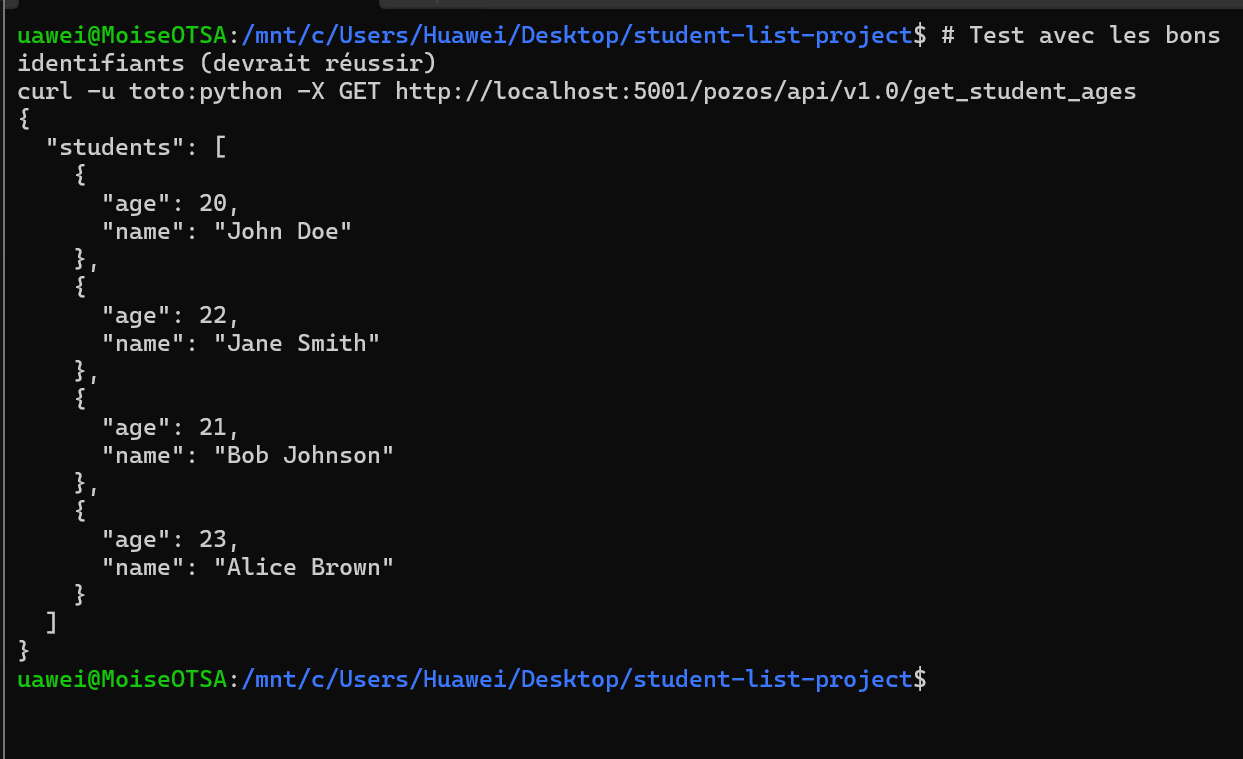 uawei@MoiseOTSA:/mnt/c/Users/Huawei/Desktop/student-list-project$ # Test avec les bons
identifiants (devrait réussir)
curl -u toto:python -X GET http://localhost:5001/pozos/api/v1.0/get_student_ages
{
  "students": [
    {
      "age": 20,
      "name": "John Doe"
    },
    {
      "age": 22,
      "name": "Jane Smith"
    },
    {
      "age": 21,
      "name": "Bob Johnson"
    },
    {
      "age": 23,
      "name": "Alice Brown"
    }
  ]
}
uawei@MoiseOTSA:/mnt/c/Users/Huawei/Desktop/student-list-project$